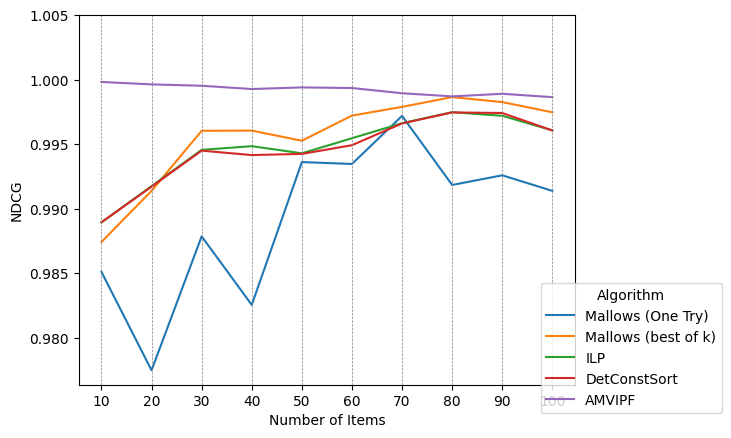 1.005
1.000
0.995
0.990
0.985
0.980
NDCG
10 20 30 40 50 60 70 80 90 100
Number of Items
Algorithm
Mallows (One Try)
Mallows (best of k)
ILP
DetConstSort
AMVIPF